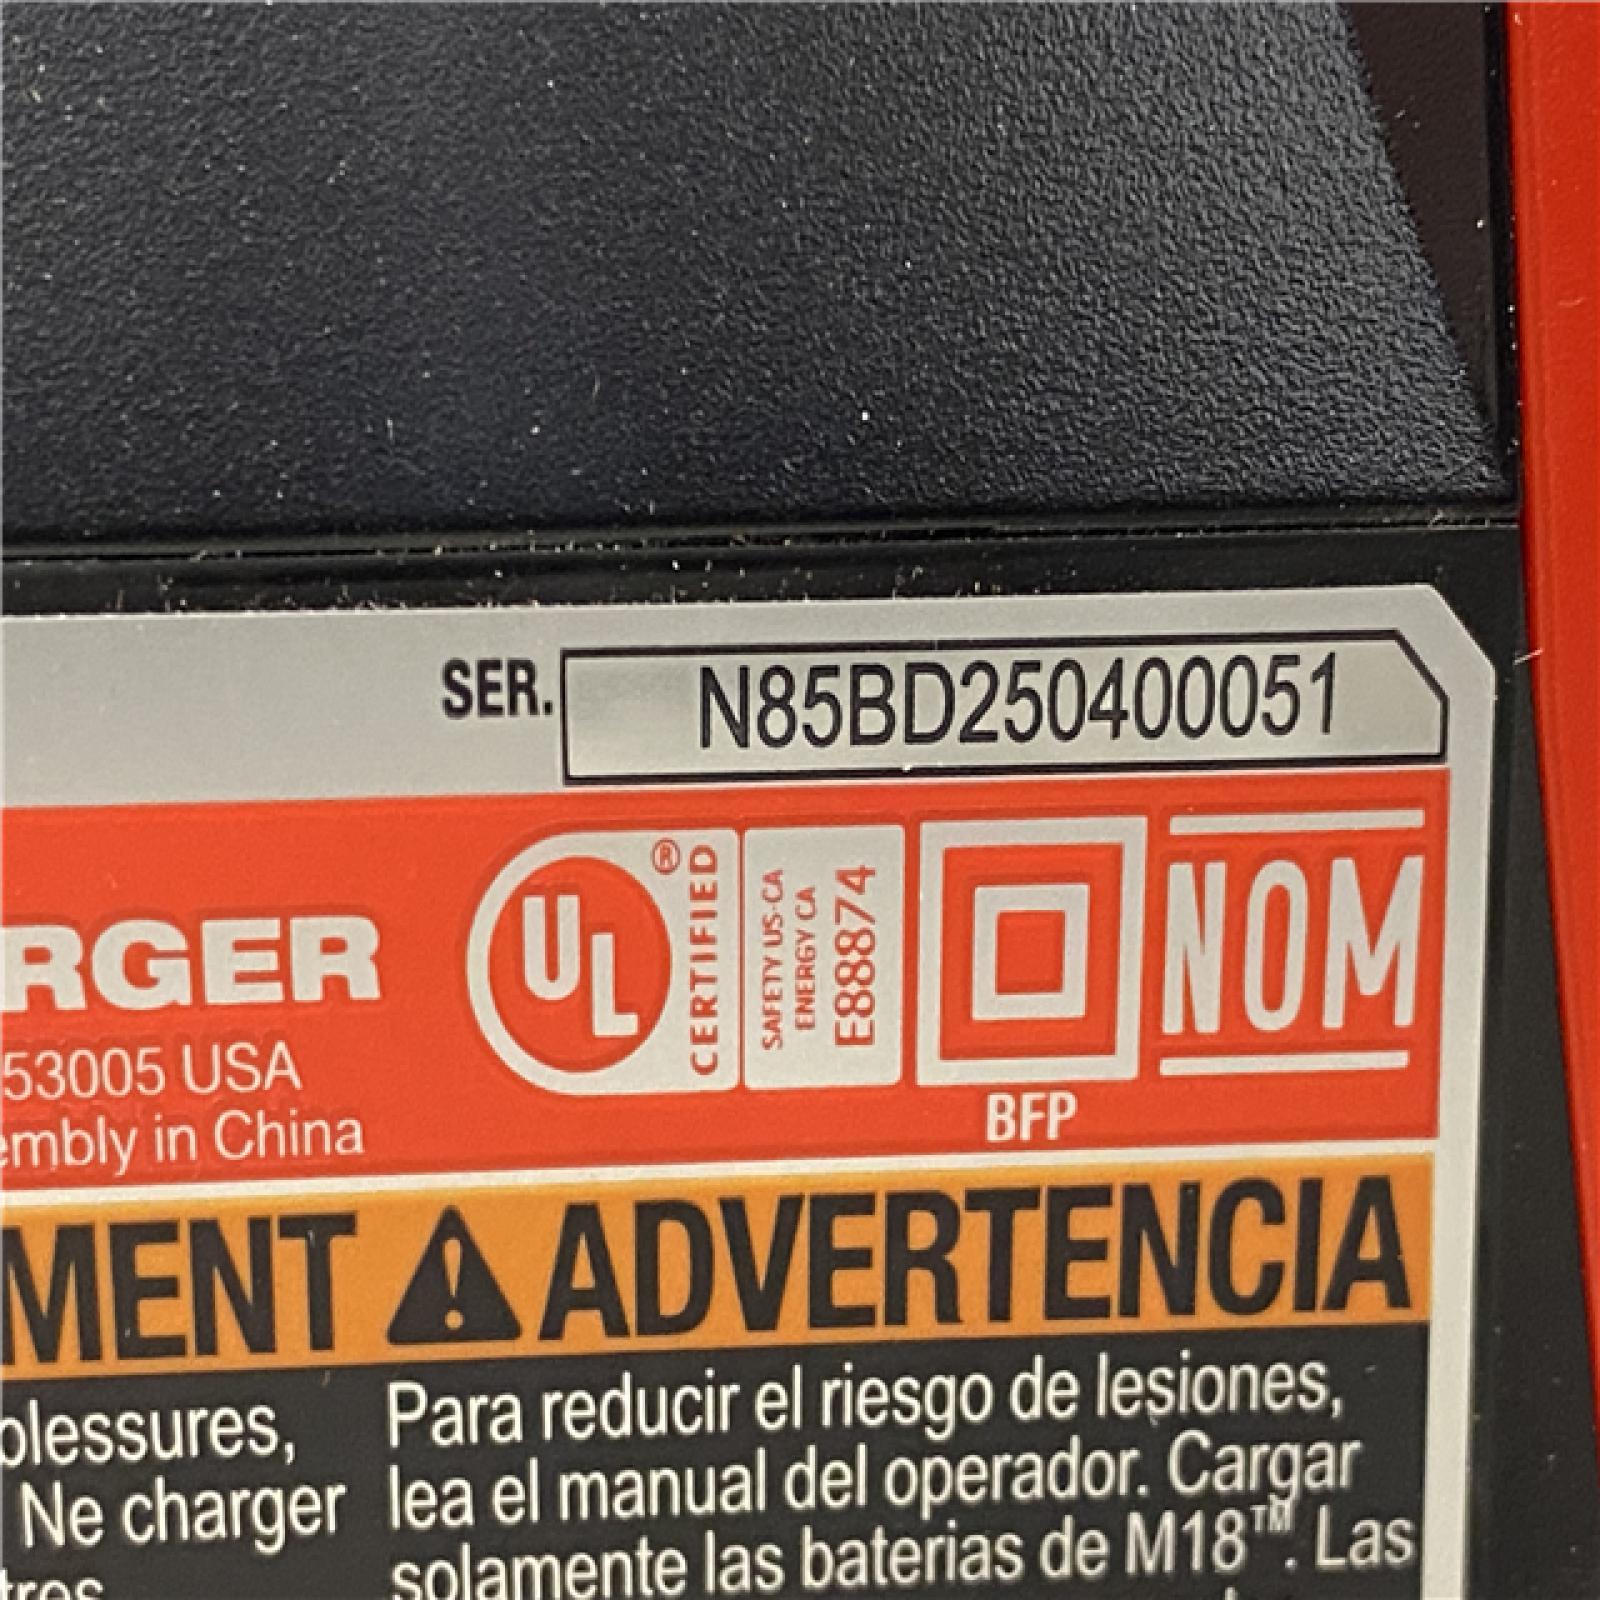 SER. N85BD250400051
RGER
53005 USA
embly in China
UL ® CERTIFIED
SAFETY US-CA
ENERGY CA
E88874
BFP
NOM
MENT ⚠ ADVERTENCIA
plessures,
Ne charger
tres
Para reducir el riesgo de lesiones,
lea el manual del operador. Cargar
solamente las baterias de M18™. Las